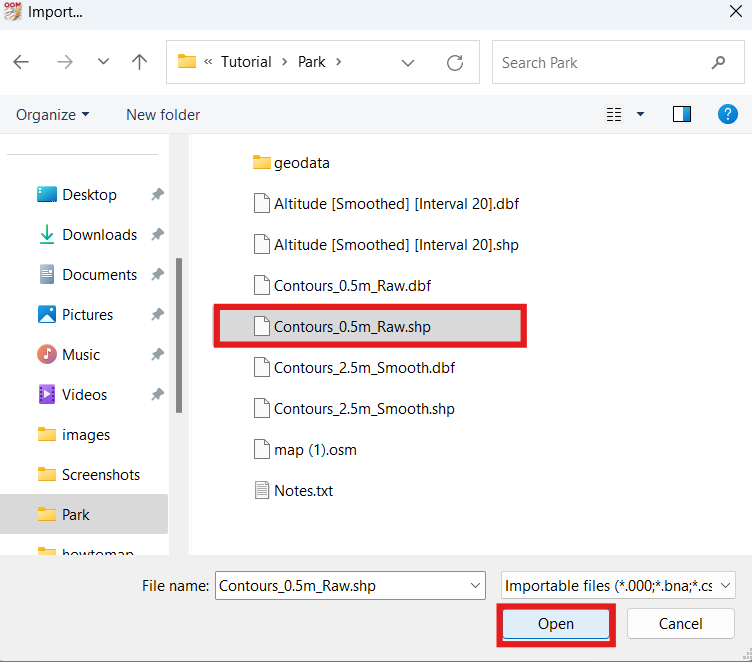 OOM
Import...
« Tutorial > Park >
Search Park
Organize
New folder
?
geodata
Altitude [Smoothed] [Interval 20].dbf
Desktop
Altitude [Smoothed] [Interval 20].shp
Downloads
Documents
Contours_0.5m_Raw.dbf
Pictures
Contours_0.5m_Raw.shp
Music
Contours_2.5m_Smooth.dbf
Videos
Contours_2.5m_Smooth.shp
images
map (1).osm
Screenshots
Notes.txt
Park
howtomap
File name:
Contours_0.5m_Raw.shp
Importable files (*.000;*.bna;*.cs
Open
Cancel